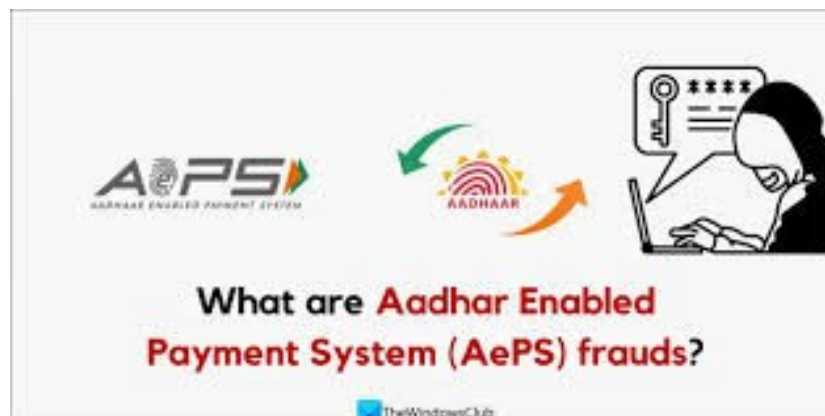 AePS
AADHAAR ENABLED PAYMENT SYSTEM
AADHAAR
****
What are Aadhar Enabled
Payment System (AePS) frauds?
TheWindowsClub